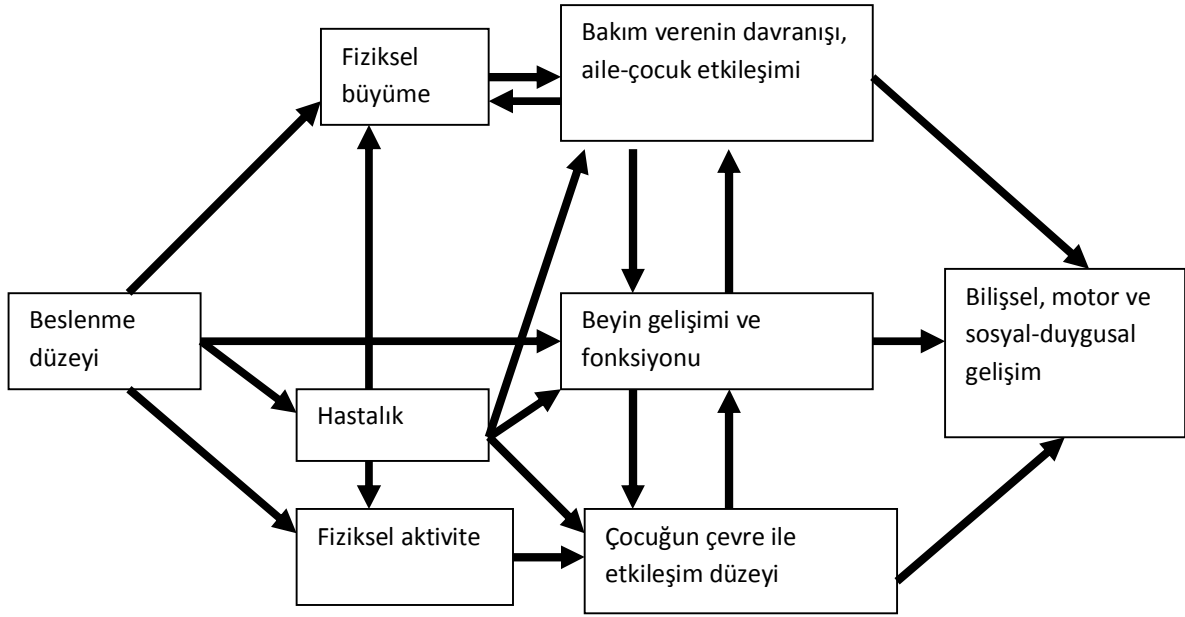 Fiziksel
büyüme
Bakım verenin davranışı,
aile-çocuk etkileşimi
Beslenme
düzeyi
Beyin gelişimi ve
fonksiyonu
Bilişsel, motor ve
sosyal-duygusal
gelişim
Hastalık
Fiziksel aktivite
Çocuğun çevre ile
etkileşim düzeyi